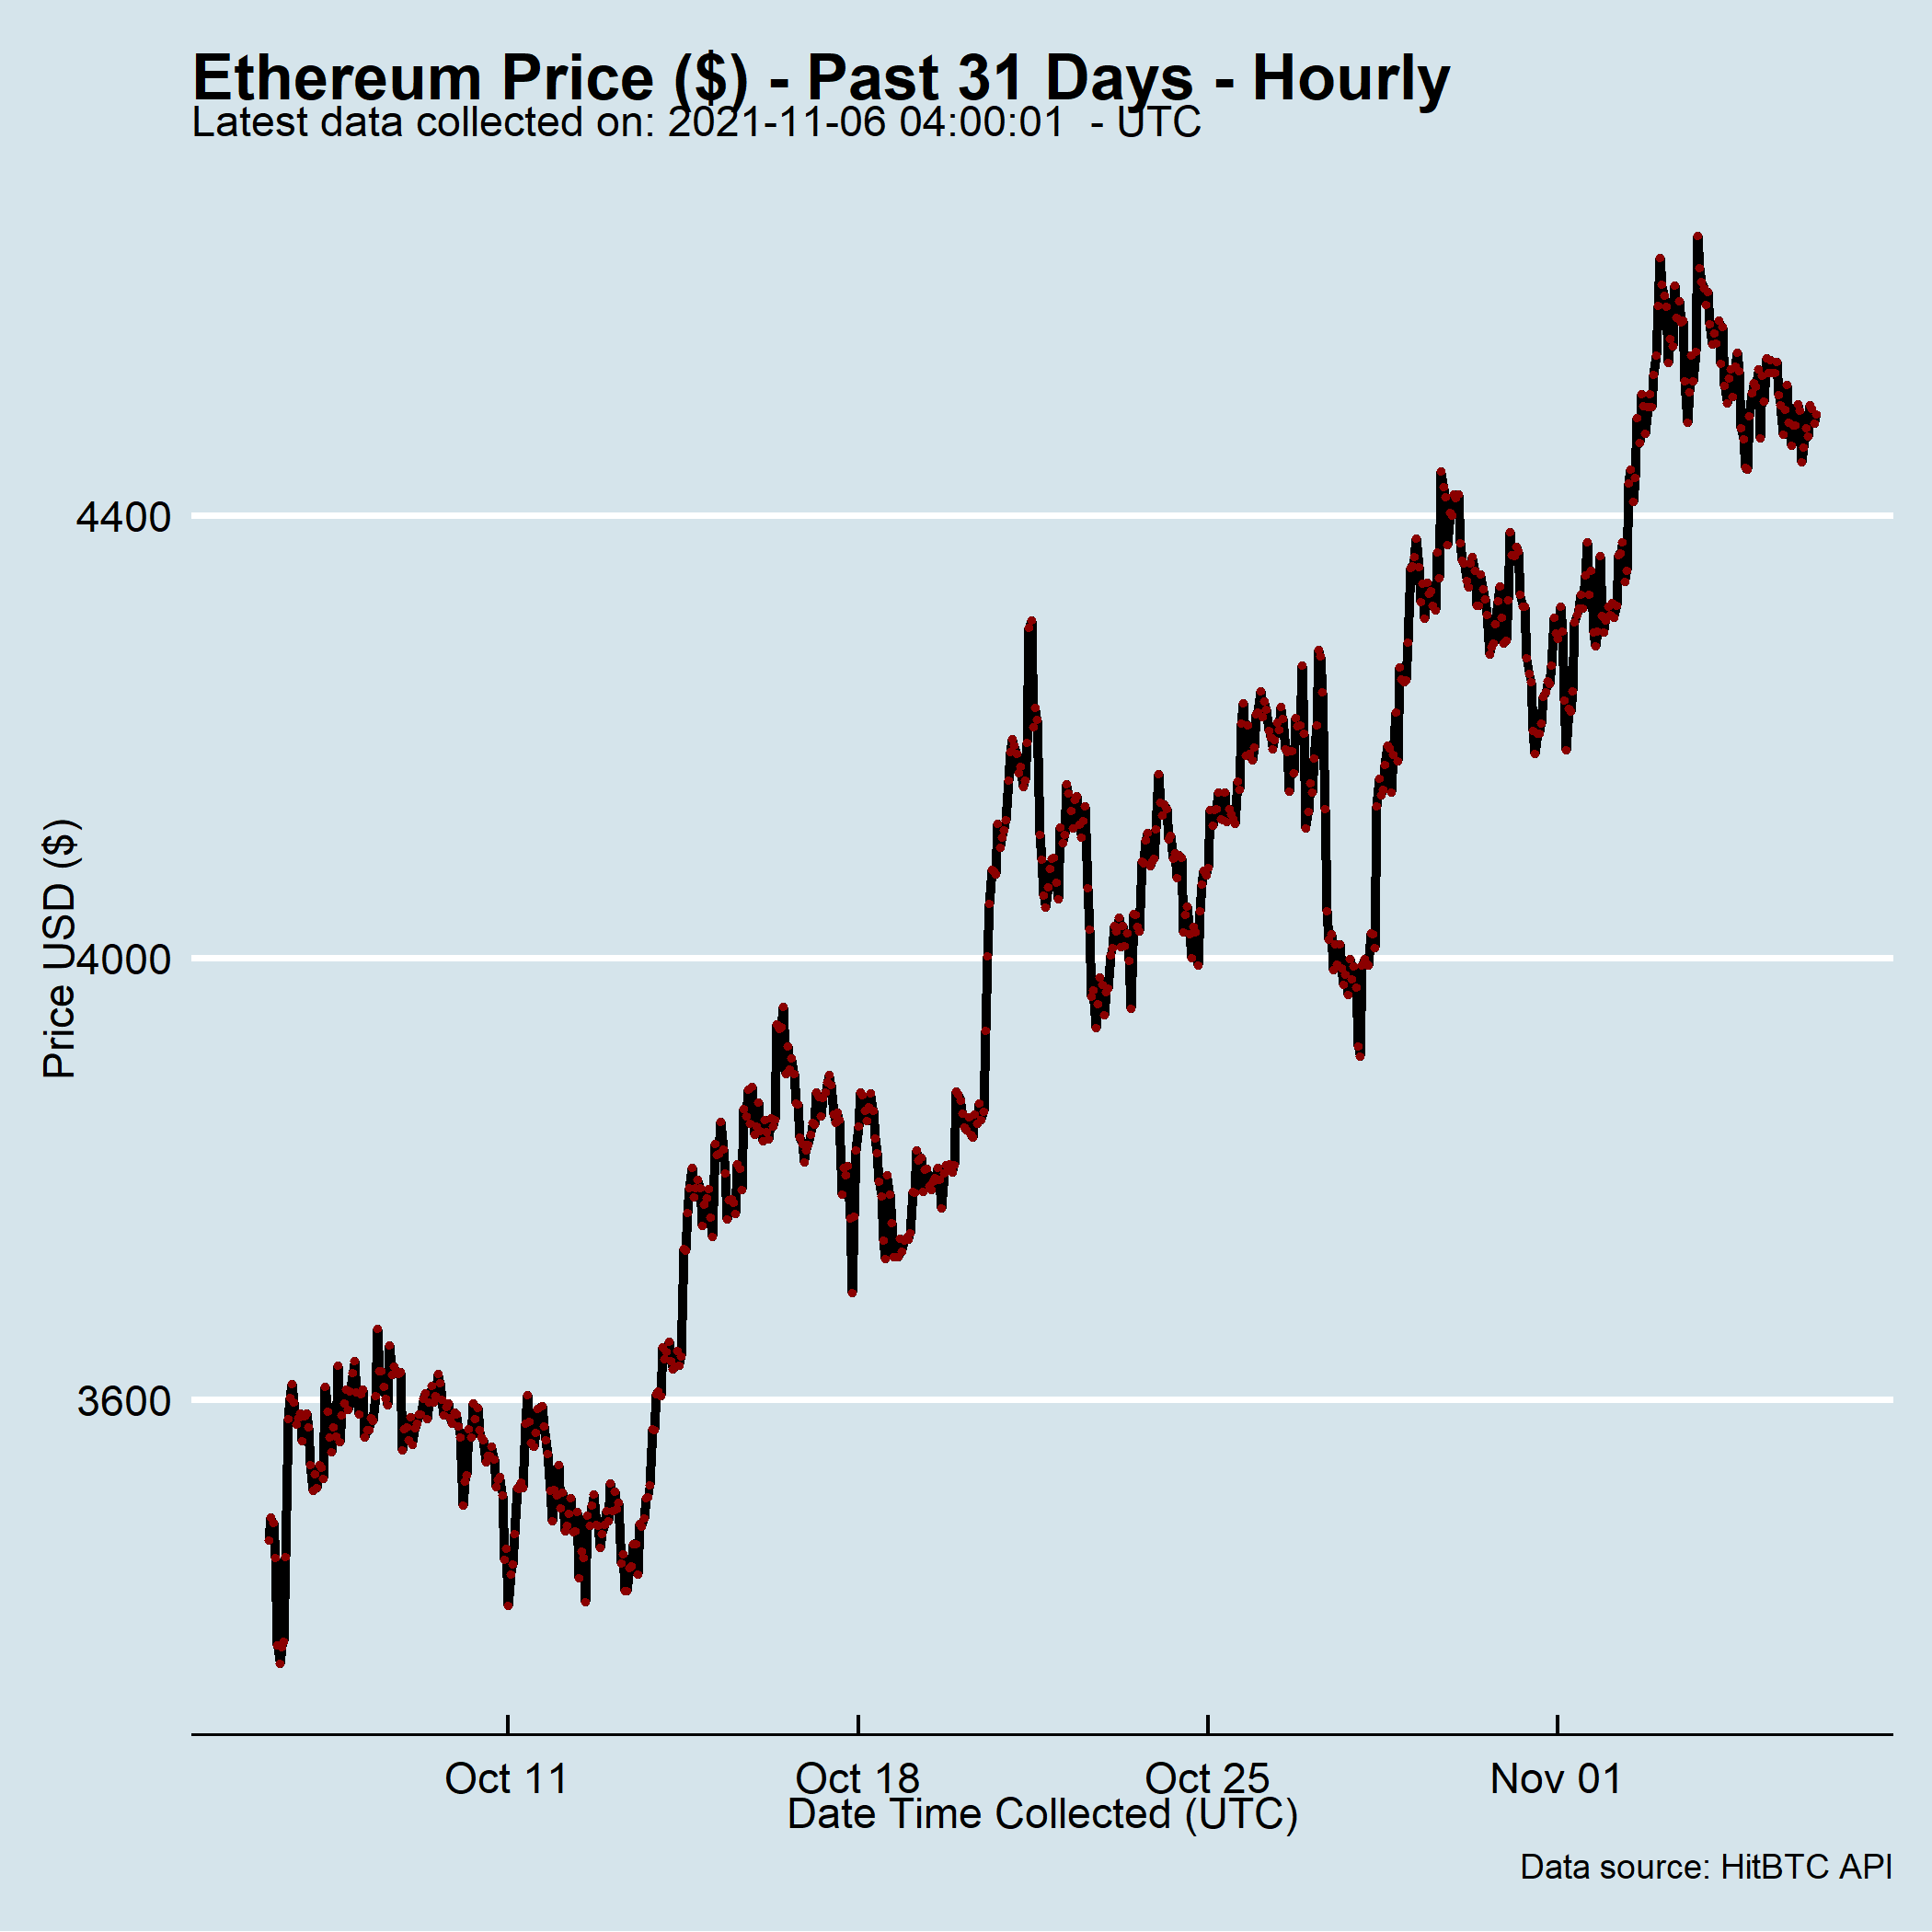 Ethereum Price ($) - Past 31 Days - Hourly
Latest data collected on: 2021-11-06 04:00:01  - UTC
Price USD ($)
4400
4000
3600
Oct 11
Oct 18
Oct 25
Nov 01
Date Time Collected (UTC)
Data source: HitBTC API